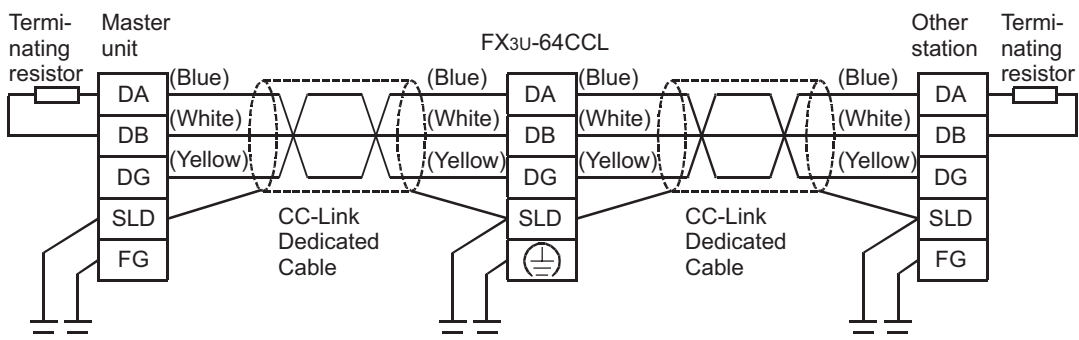 Termi-
nating
resistor
Master
unit
FX3U-64CCL
Other
station
Termi-
nating
resistor
DA
(Blue)
(Blue)
DA
(Blue)
(Blue)
DA
DB
(White)
(White)
DB
(White)
(White)
DB
DG
(Yellow)
(Yellow)
DG
(Yellow)
(Yellow)
DG
SLD
CC-Link
Dedicated
Cable
SLD
CC-Link
Dedicated
Cable
SLD
FG
FG